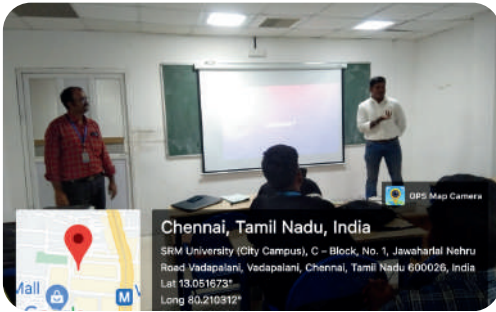 GPS Map Camera
Chennai, Tamil Nadu, India
SRM University (City Campus), C – Block, No. 1, Jawaharlal Nehru
Road Vadapalani, Vadapalani, Chennai, Tamil Nadu 600026, India
Lat 13.051673°
Long 80.210312°
Mall
M